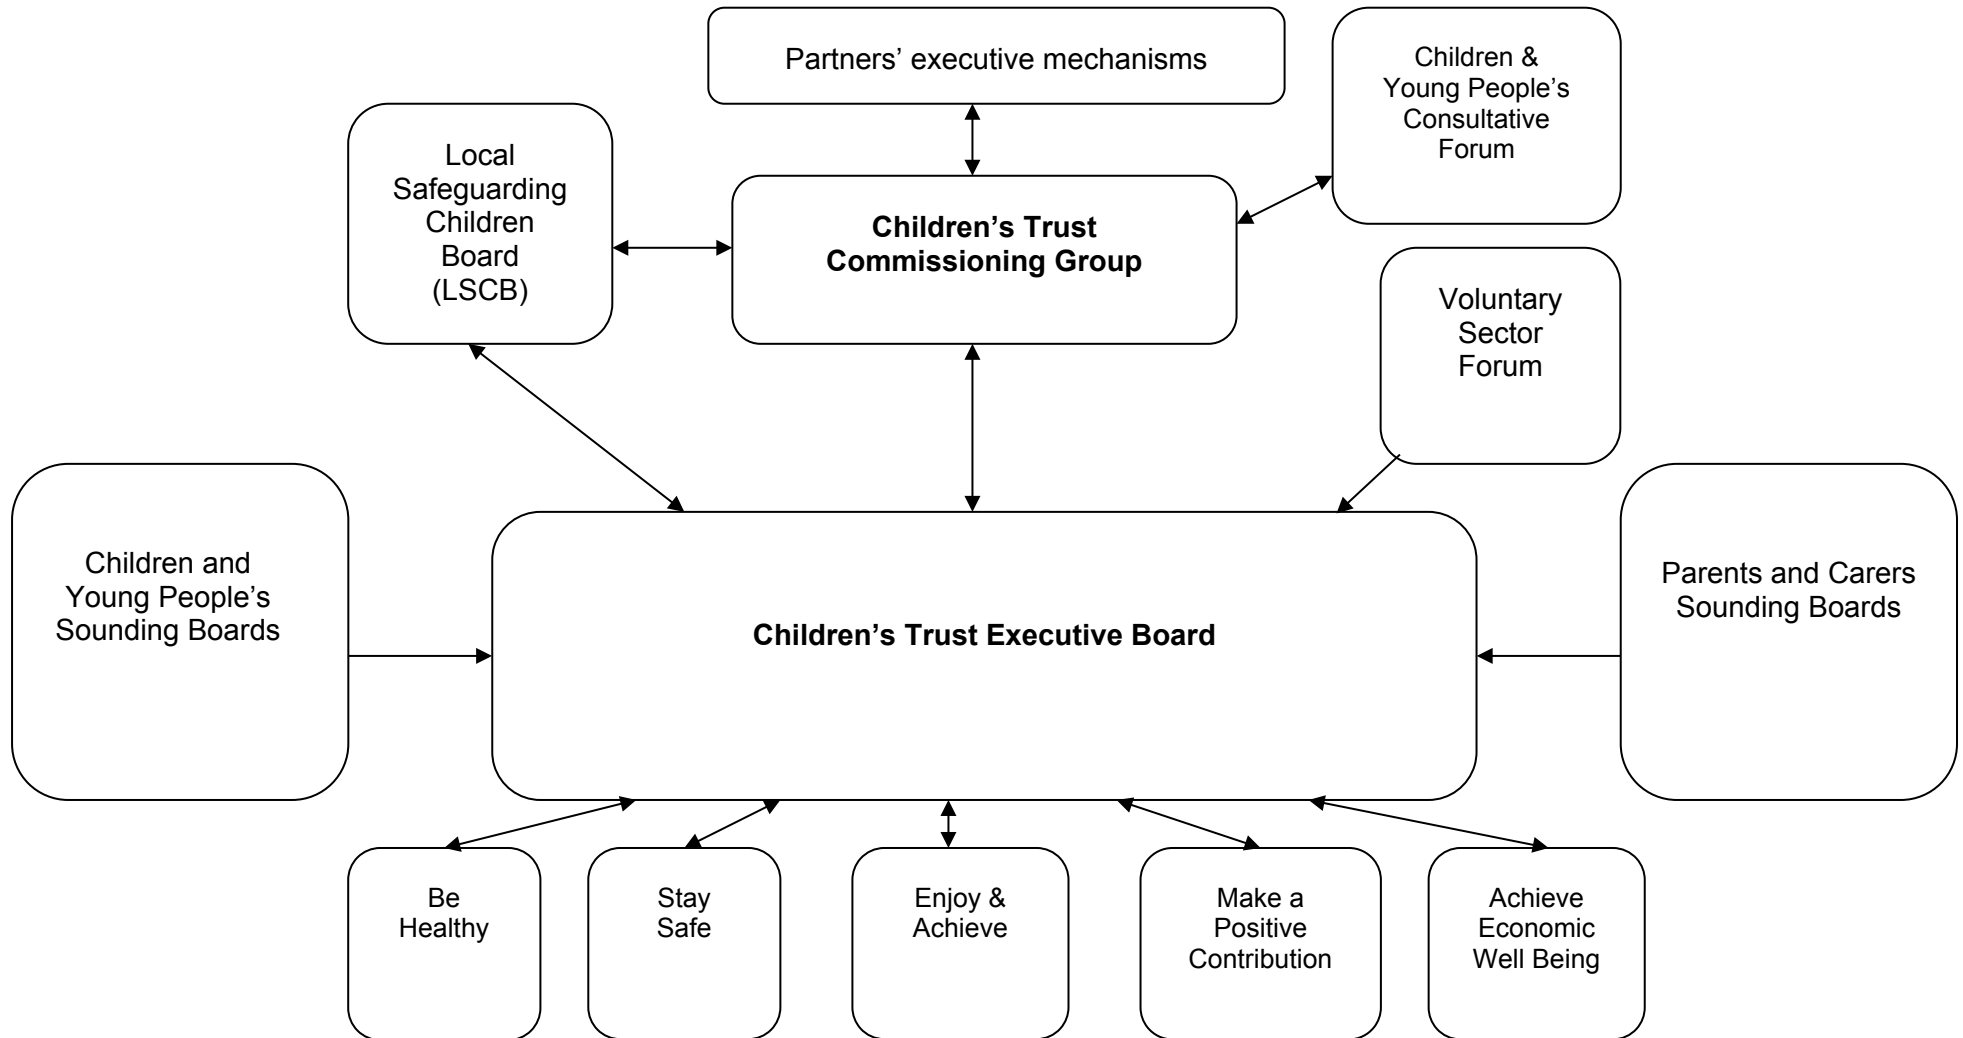 Partners’ executive mechanisms
Children &
Young People’s
Consultative
Forum
Local
Safeguarding
Children
Board
(LSCB)
Children’s Trust
Commissioning Group
Voluntary
Sector
Forum
Children and
Young People’s
Sounding Boards
Children’s Trust Executive Board
Parents and Carers
Sounding Boards
Be
Healthy
Stay
Safe
Enjoy &
Achieve
Make a
Positive
Contribution
Achieve
Economic
Well Being